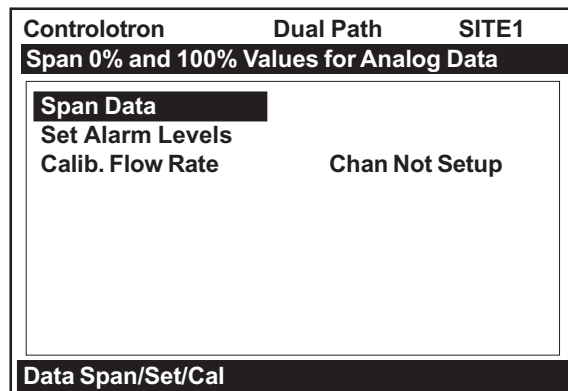 Controlotron Dual Path SITE1
Span 0% and 100% Values for Analog Data
Span Data
Set Alarm Levels
Calib. Flow Rate Chan Not Setup
Data Span/Set/Cal